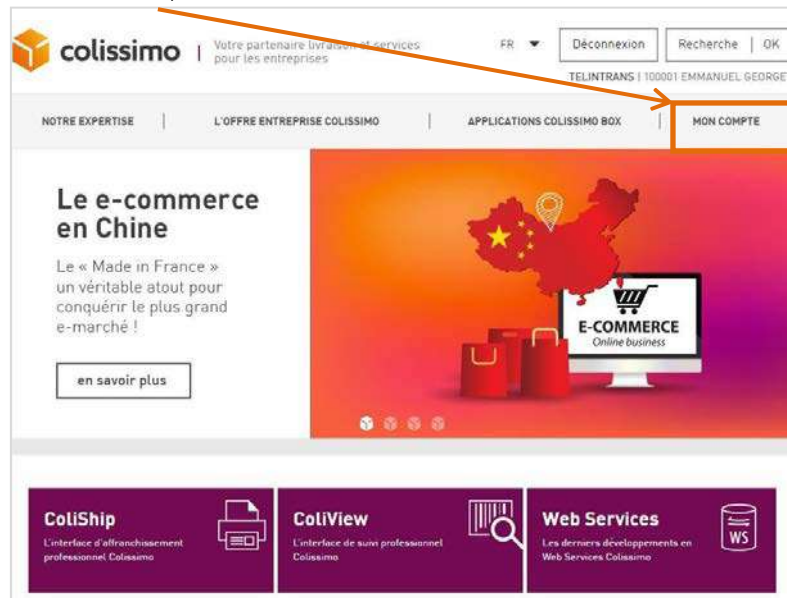 colissimo
Votre partenaire livraison et services
pour les entreprises
FR
Déconnexion
Recherche | OK
TELINTRANS | 100001 EMMANUEL GEORGE
NOTRE EXPERTISE
L'OFFRE ENTREPRISE COLISSIMO
APPLICATIONS COLISSIMO BOX
MON COMPTE
Le e-commerce
en Chine
Le « Made in France »
un véritable atout pour
conquérir le plus grand
e-marché !
en savoir plus
E-COMMERCE
Online business
ColiShip
L'interface d'affranchissement
professionnel Colissimo
ColiView
L'interface de suivi professionnel
Colissimo
Web Services
Les derniers développements en
Web Services Colissimo
WS